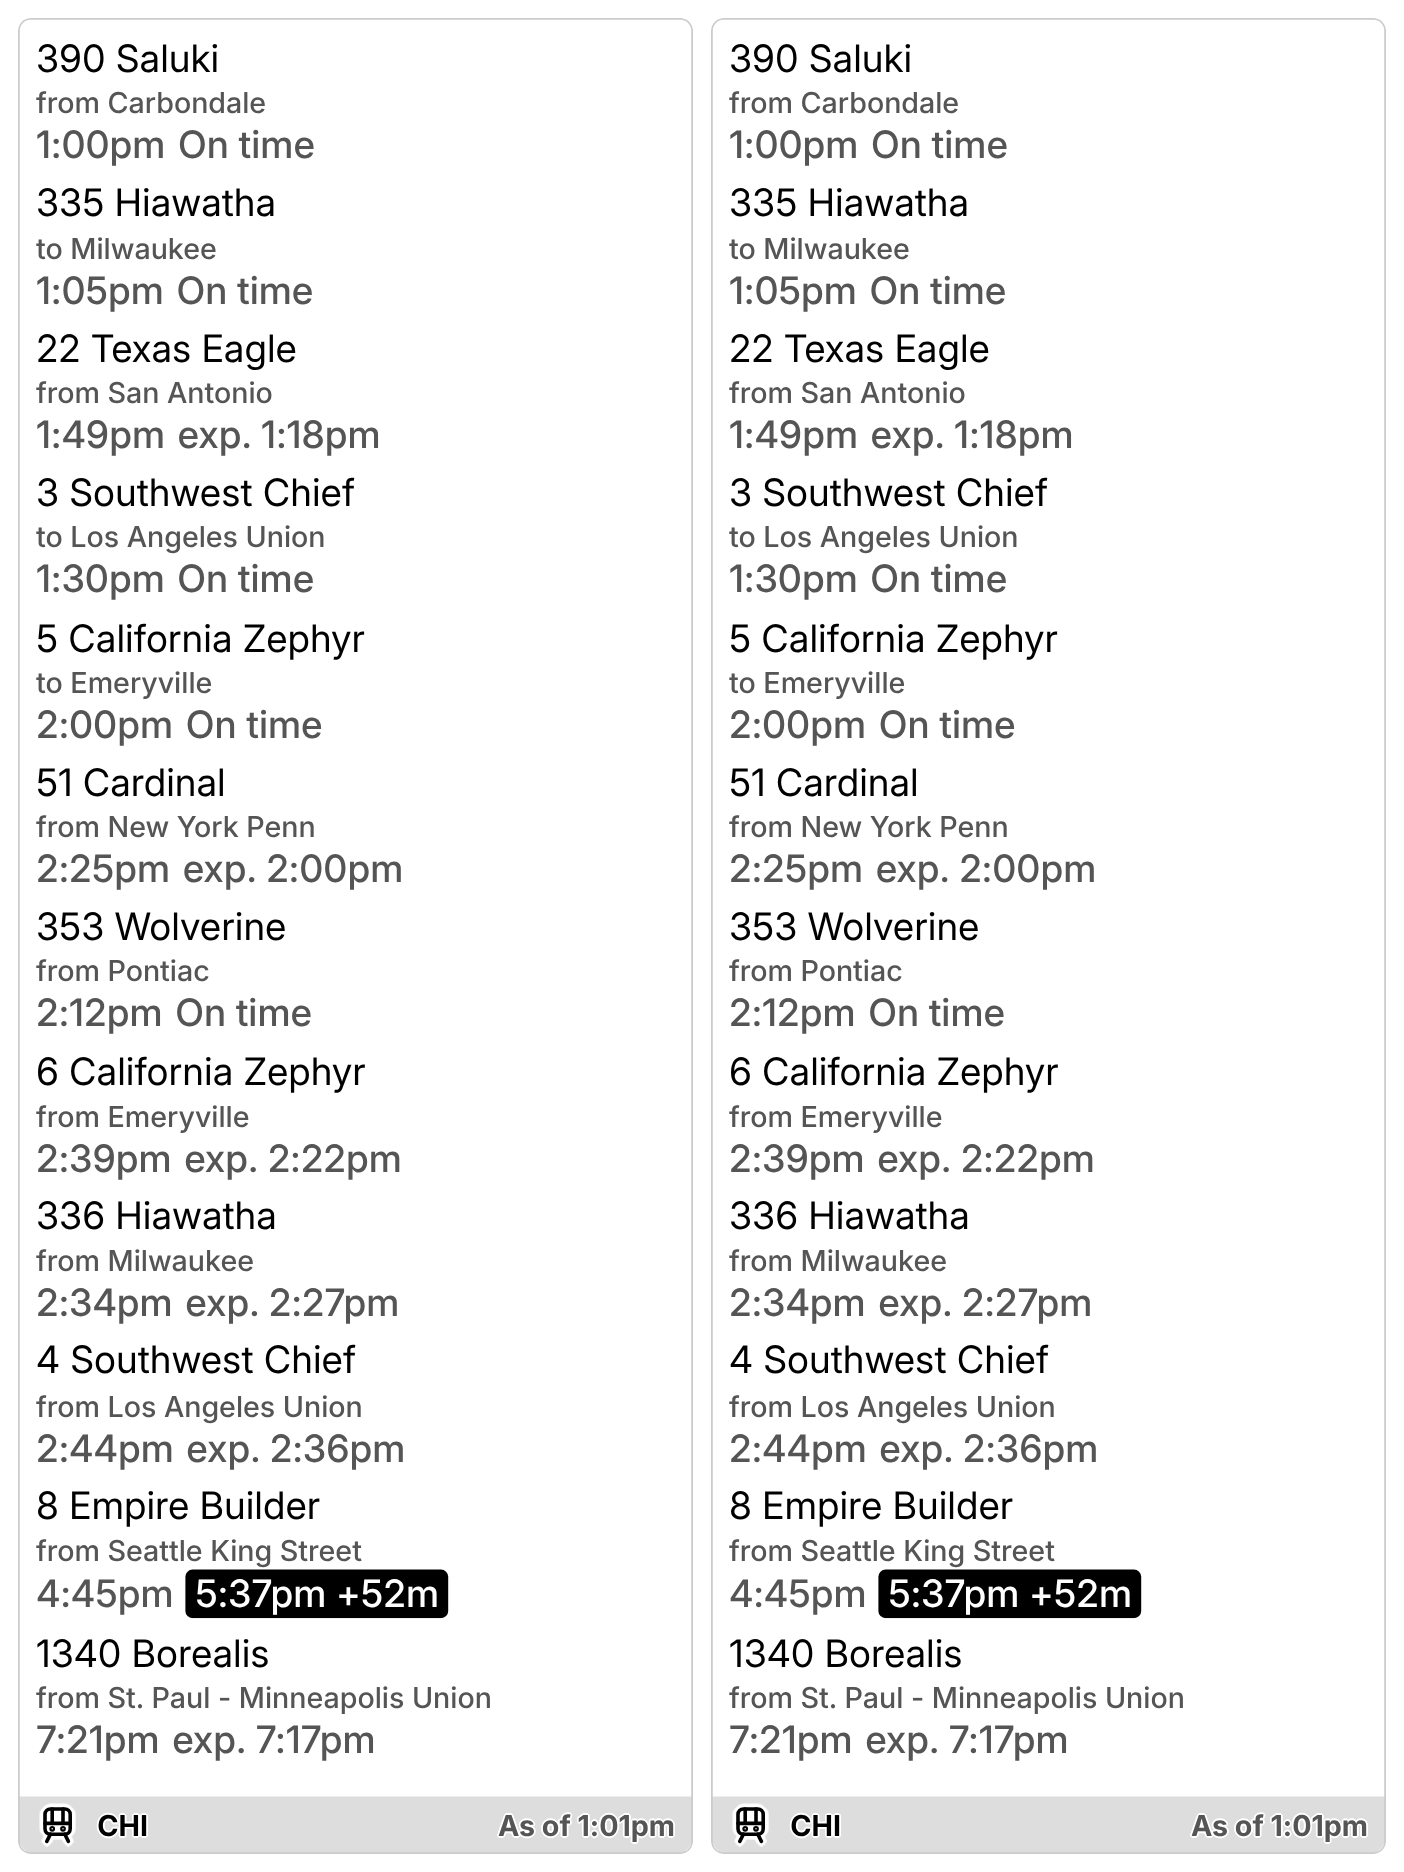 390 Saluki
from Carbondale
1:00pm On time
335 Hiawatha
to Milwaukee
1:05pm On time
22 Texas Eagle
from San Antonio
1:49pm exp. 1:18pm
3 Southwest Chief
to Los Angeles Union
1:30pm On time
5 California Zephyr
to Emeryville
2:00pm On time
51 Cardinal
from New York Penn
2:25pm exp. 2:00pm
353 Wolverine
from Pontiac
2:12pm On time
6 California Zephyr
from Emeryville
2:39pm exp. 2:22pm
336 Hiawatha
from Milwaukee
2:34pm exp. 2:27pm
4 Southwest Chief
from Los Angeles Union
2:44pm exp. 2:36pm
8 Empire Builder
from Seattle King Street
4:45pm 5:37pm +52m
1340 Borealis
from St. Paul - Minneapolis Union
7:21pm exp. 7:17pm
CHI As of 1:01pm
390 Saluki
from Carbondale
1:00pm On time
335 Hiawatha
to Milwaukee
1:05pm On time
22 Texas Eagle
from San Antonio
1:49pm exp. 1:18pm
3 Southwest Chief
to Los Angeles Union
1:30pm On time
5 California Zephyr
to Emeryville
2:00pm On time
51 Cardinal
from New York Penn
2:25pm exp. 2:00pm
353 Wolverine
from Pontiac
2:12pm On time
6 California Zephyr
from Emeryville
2:39pm exp. 2:22pm
336 Hiawatha
from Milwaukee
2:34pm exp. 2:27pm
4 Southwest Chief
from Los Angeles Union
2:44pm exp. 2:36pm
8 Empire Builder
from Seattle King Street
4:45pm 5:37pm +52m
1340 Borealis
from St. Paul - Minneapolis Union
7:21pm exp. 7:17pm
CHI As of 1:01pm